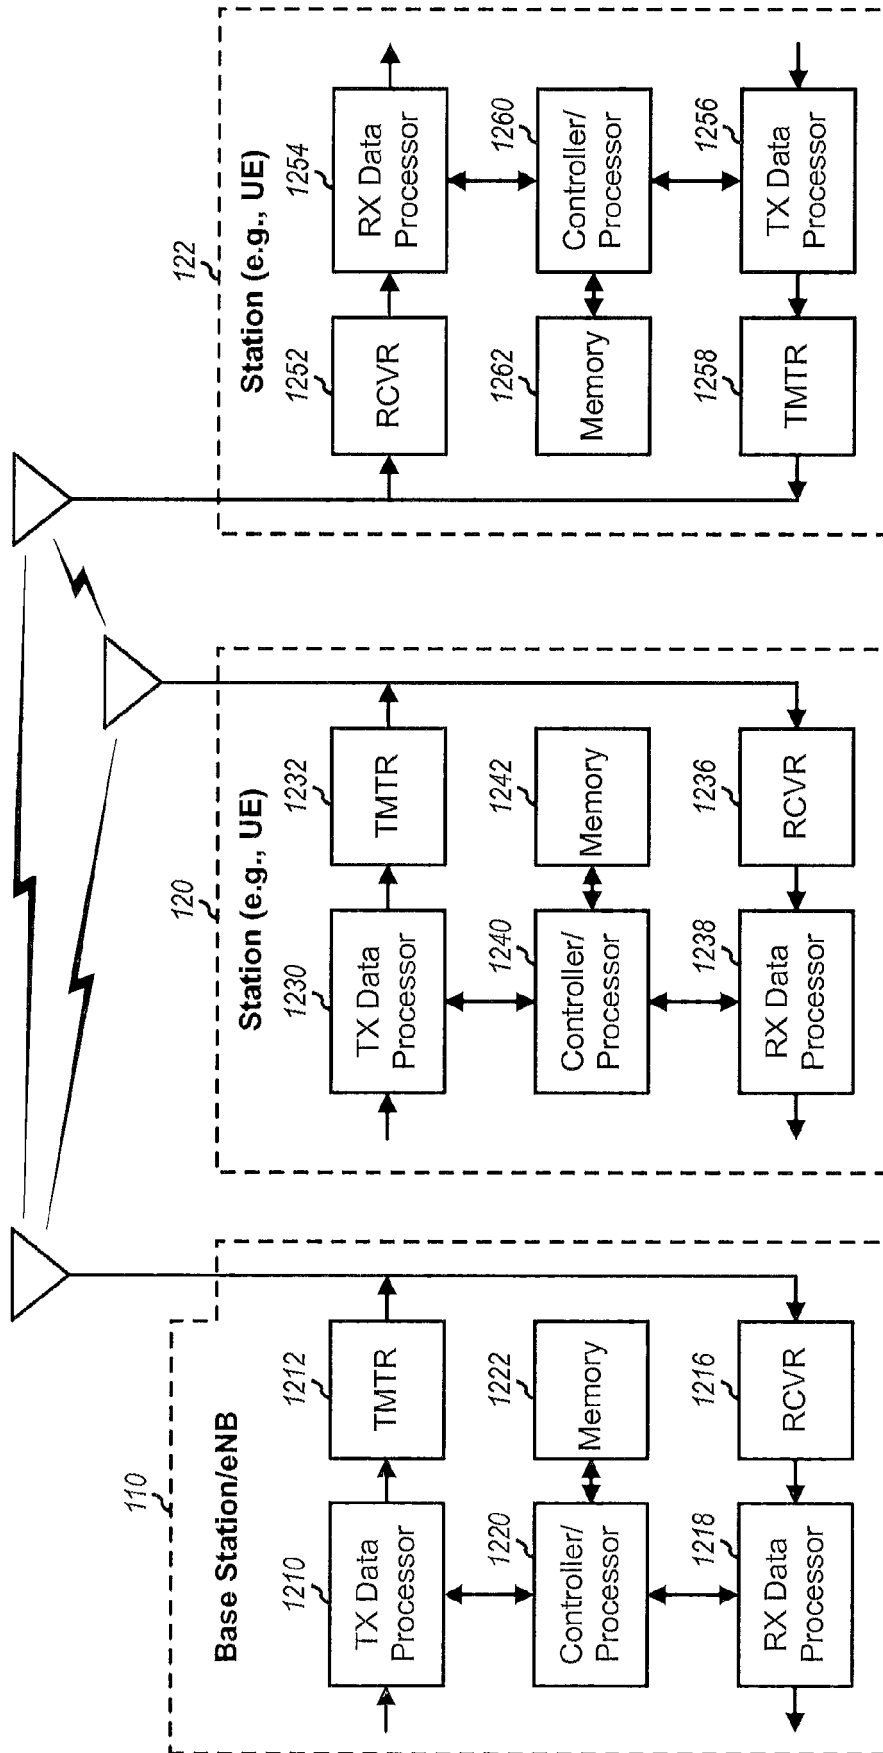 110
Base Station/eNB
1210
TX Data
Processor
1212
TMTR
1220
Controller/
Processor
1222
Memory
1218
RX Data
Processor
1216
RCVR
120
Station (e.g., UE)
1230
TX Data
Processor
1232
TMTR
1240
Controller/
Processor
1242
Memory
1238
RX Data
Processor
1236
RCVR
122
Station (e.g., UE)
1252
RCVR
1254
RX Data
Processor
1262
Memory
1260
Controller/
Processor
1258
TMTR
1256
TX Data
Processor